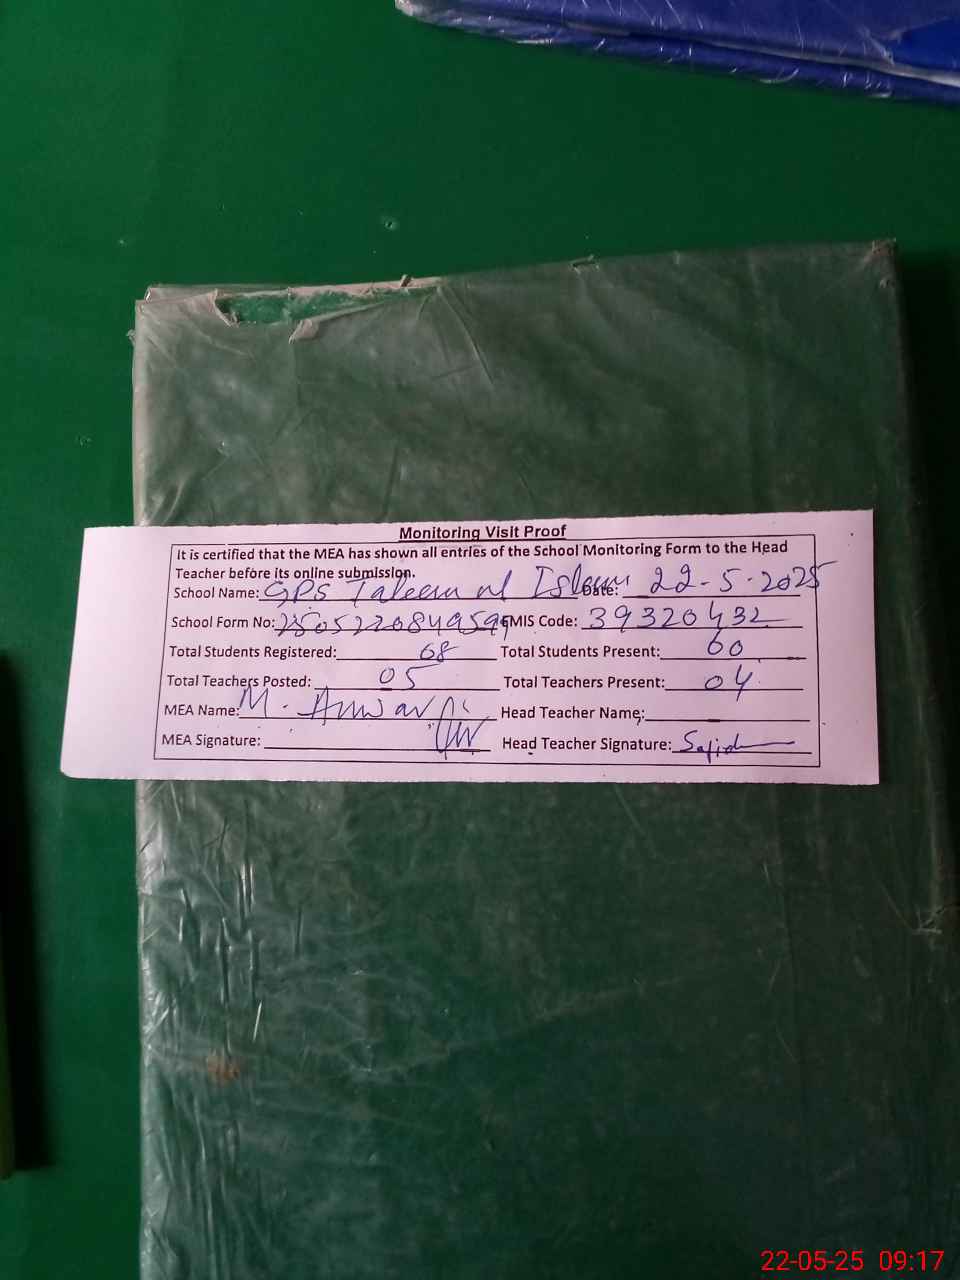 Monitoring Visit Proof
It is certified that the MEA has shown all entries of the School Monitoring Form to the Head
Teacher before its online submission.
School Name: GPS Taleem ul Islam Date: 22-5-2025
School Form No: EMIS Code: 39320432
Total Students Registered: 68 Total Students Present: 60
Total Teachers Posted: 05 Total Teachers Present: 04
MEA Name: M. Anwar Head Teacher Name:
MEA Signature: Head Teacher Signature: Sajid
22-05-25 09:17